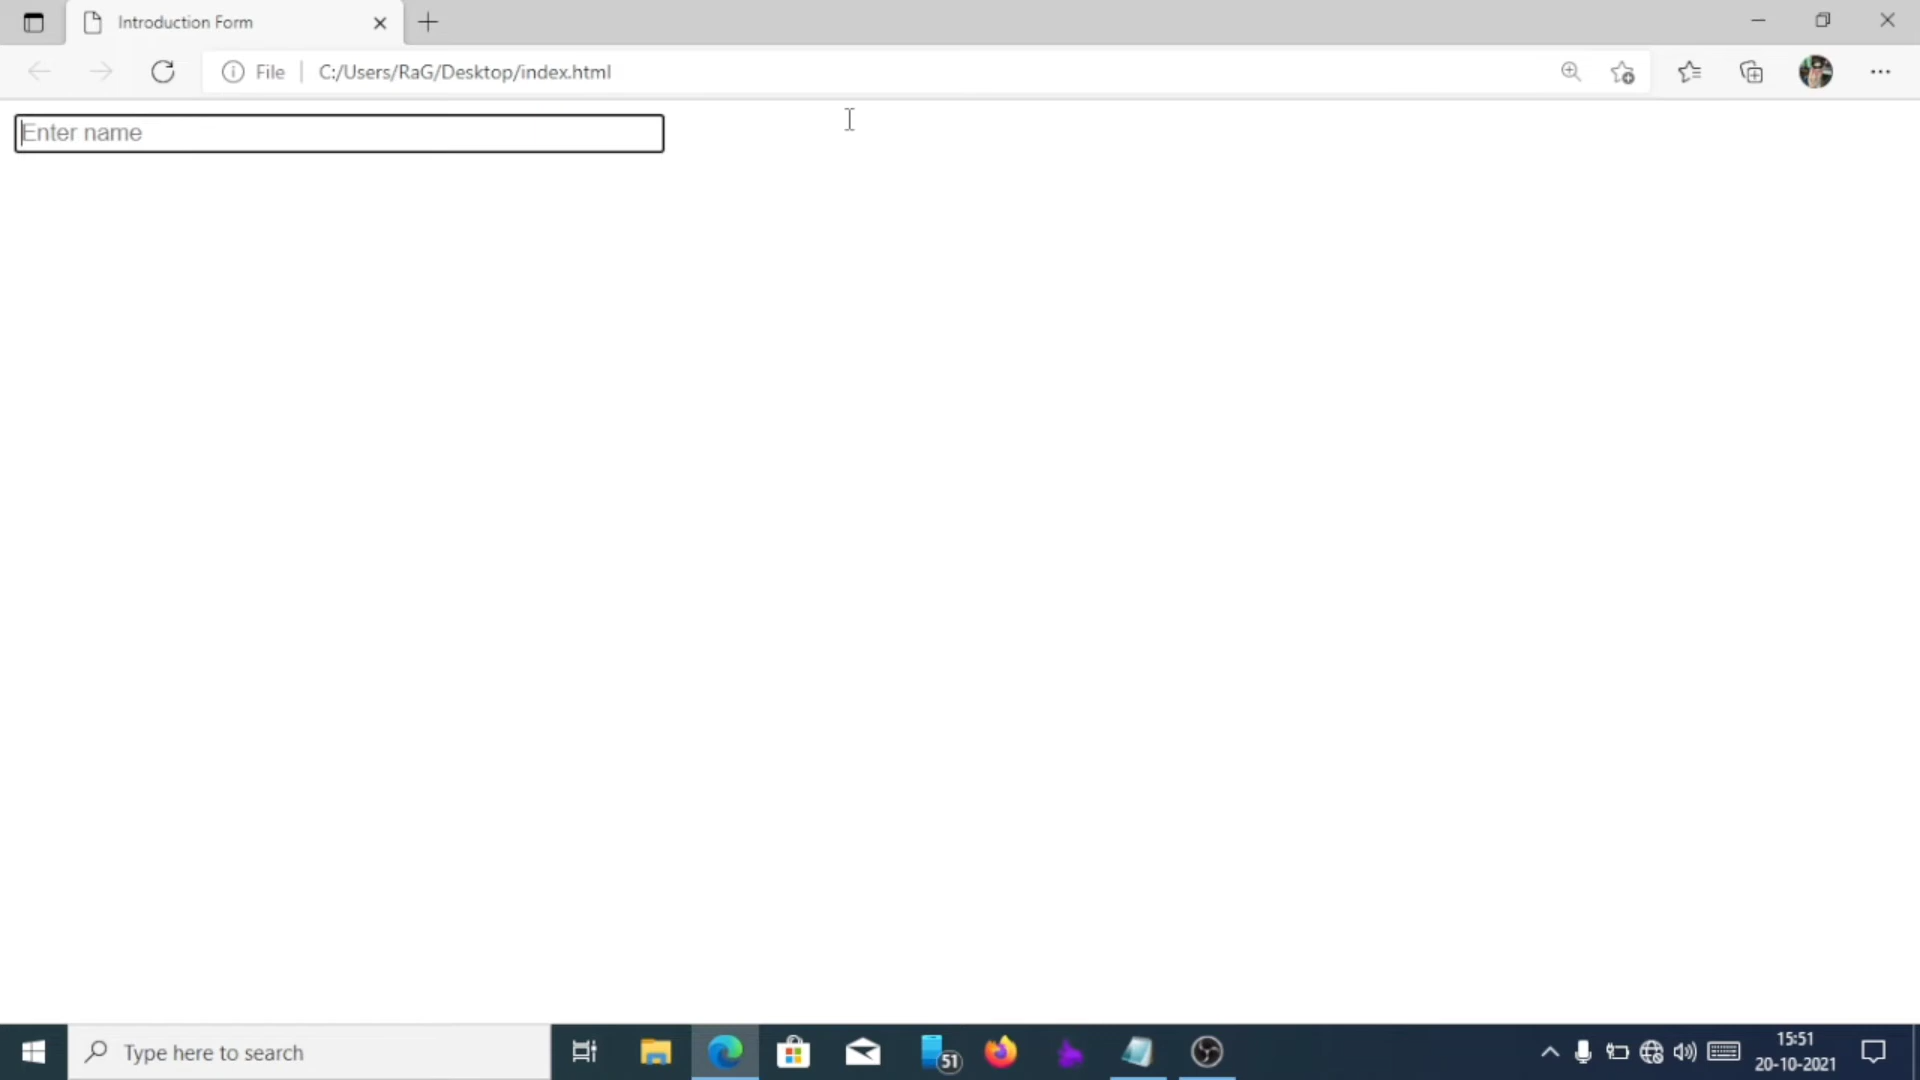 Introduction Form
File
C:/Users/RaG/Desktop/index.html
Enter name
Type here to search
51
15:51
20-10-2021